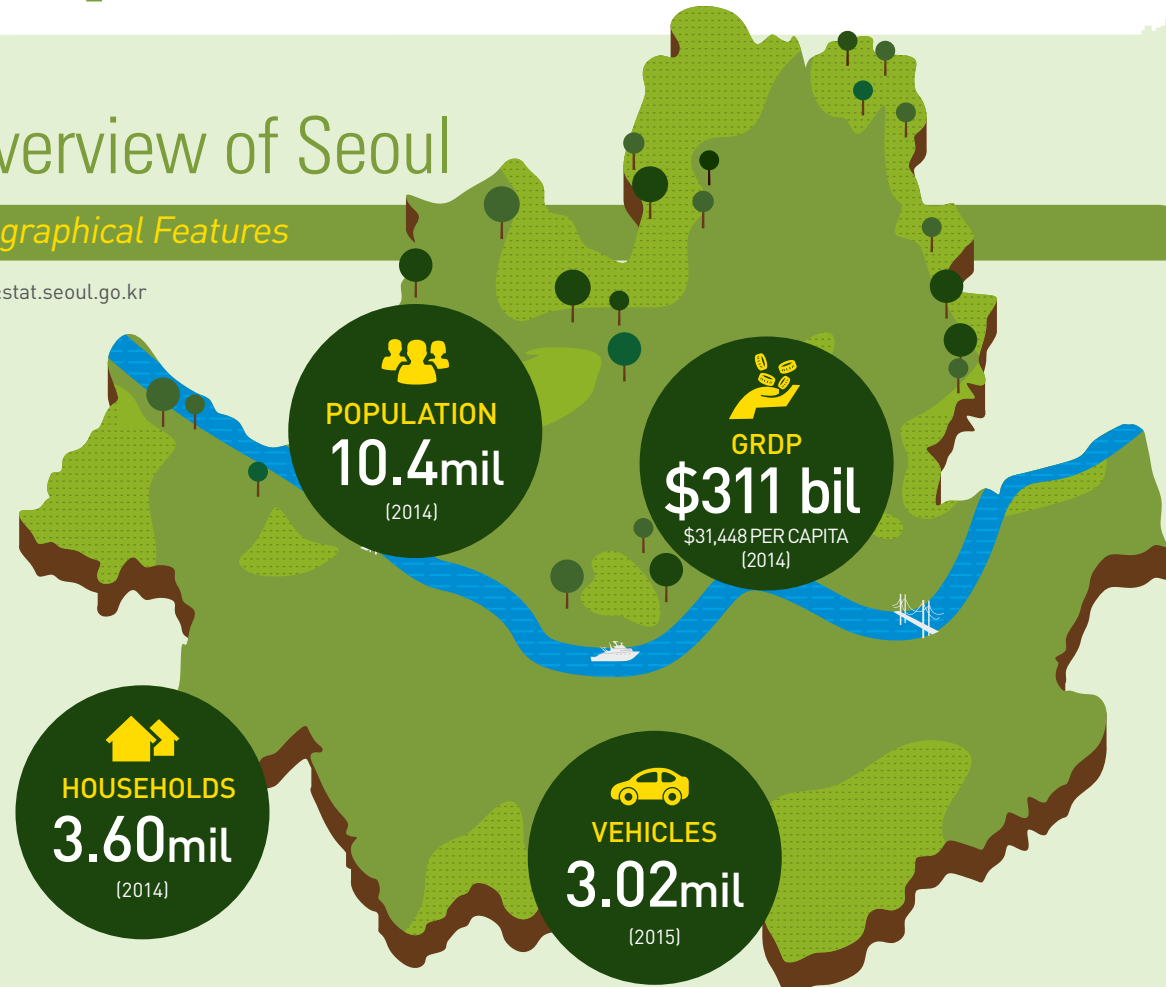 verview of Seoul
graphical Features
stat.seoul.go.kr
POPULATION
10.4mil
(2014)
GRDP
$311 bil
$31,448 PER CAPITA
(2014)
HOUSEHOLDS
3.60mil
(2014)
VEHICLES
3.02mil
(2015)